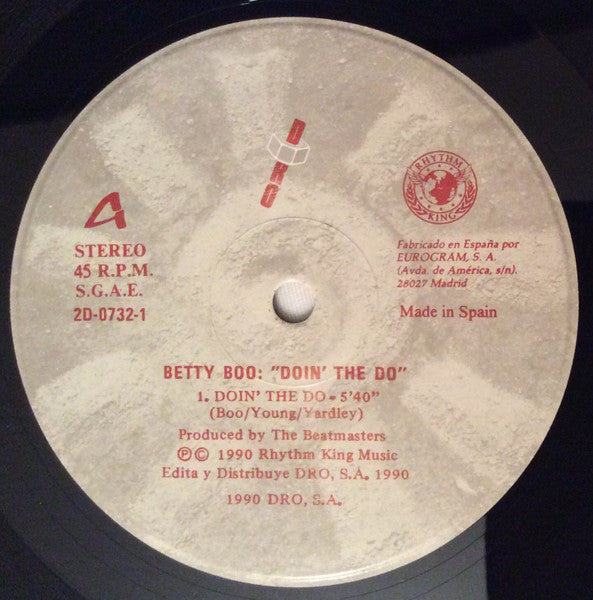 DRO
RHYTHM
KING
A
STEREO
45 R.P.M.
S.G.A.E.
2D-0732-1
Fabricado en España por
EUROGRAM, S. A.
(Avda. de América, s/n).
28027 Madrid
Made in Spain
BETTY BOO: "DOIN' THE DO"
1. DOIN' THE DO - 5'40"
(Boo/Young/Yardley)
Produced by The Beatmasters
℗© 1990 Rhythm King Music
Edita y Distribuye DRO, S.A. 1990
1990 DRO, S.A.